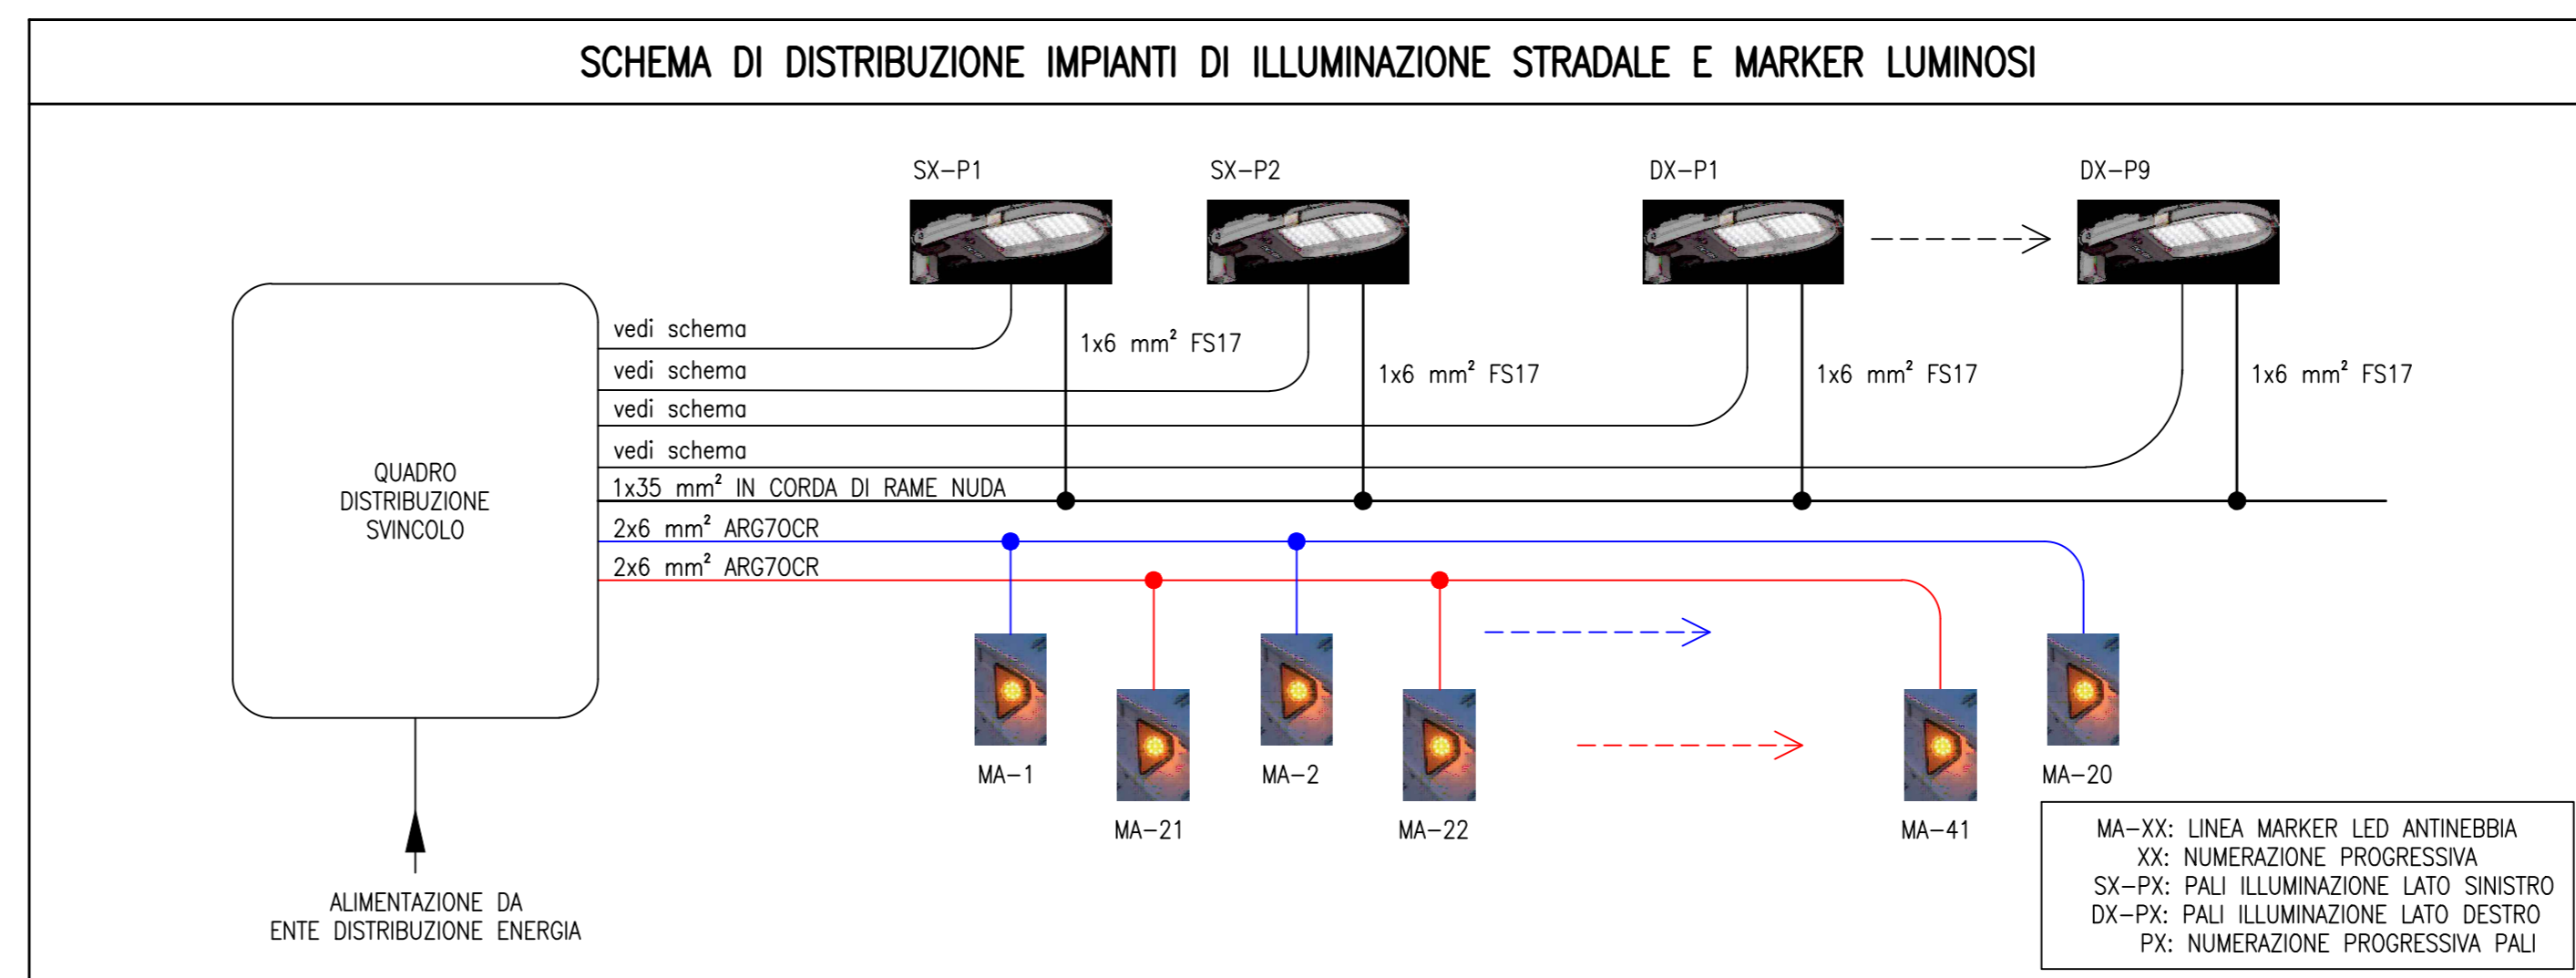 SCHEMA DI DISTRIBUZIONE IMPIANTI DI ILLUMINAZIONE STRADALE E MARKER LUMINOSI
SX-P1
SX-P2
DX-P1
DX-P9
vedi schema
1x6 mm² FS17
vedi schema
1x6 mm² FS17
1x6 mm² FS17
1x6 mm² FS17
vedi schema
vedi schema
QUADRO
DISTRIBUZIONE
SVINCOLO
1x35 mm² IN CORDA DI RAME NUDA
2x6 mm² ARG7OCR
2x6 mm² ARG7OCR
MA-1
MA-2
MA-20
MA-21
MA-22
MA-41
ALIMENTAZIONE DA
ENTE DISTRIBUZIONE ENERGIA
MA-XX: LINEA MARKER LED ANTINEBBIA
XX: NUMERAZIONE PROGRESSIVA
SX-PX: PALI ILLUMINAZIONE LATO SINISTRO
DX-PX: PALI ILLUMINAZIONE LATO DESTRO
PX: NUMERAZIONE PROGRESSIVA PALI